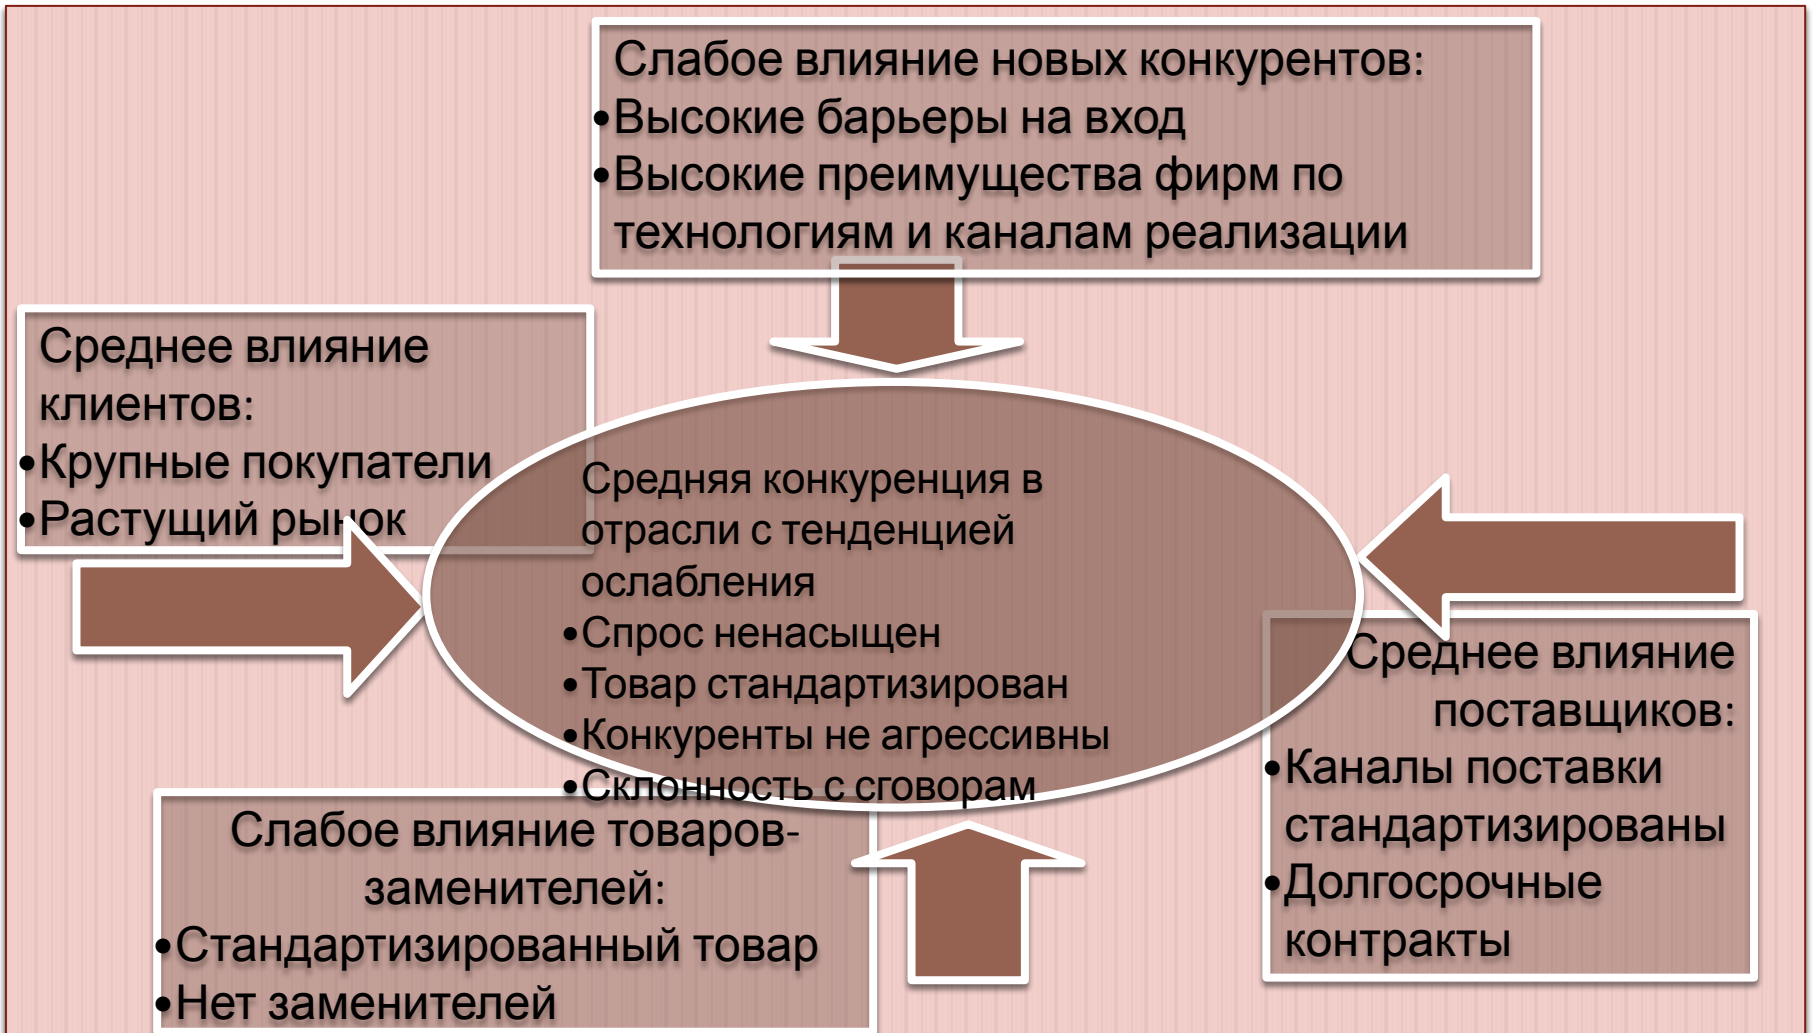 Слабое влияние новых конкурентов:
•Высокие барьеры на вход
•Высокие преимущества фирм по
технологиям и каналам реализации
Среднее влияние
клиентов:
•Крупные покупатели
•Растущий рынок
Средняя конкуренция в
отрасли с тенденцией
ослабления
•Спрос ненасыщен
•Товар стандартизирован
•Конкуренты не агрессивны
•Склонность с сговорам
Среднее влияние
поставщиков:
•Каналы поставки
стандартизированы
•Долгосрочные
контракты
Слабое влияние товаров-
заменителей:
•Стандартизированный товар
•Нет заменителей